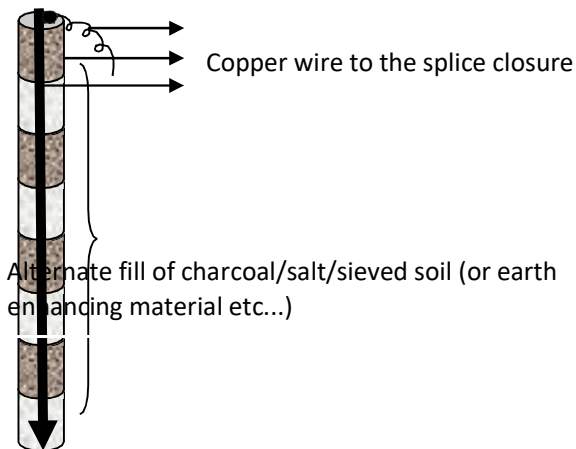 Copper wire to the splice closure
Alternate fill of charcoal/salt/sieved soil (or earth
enhancing material etc...)